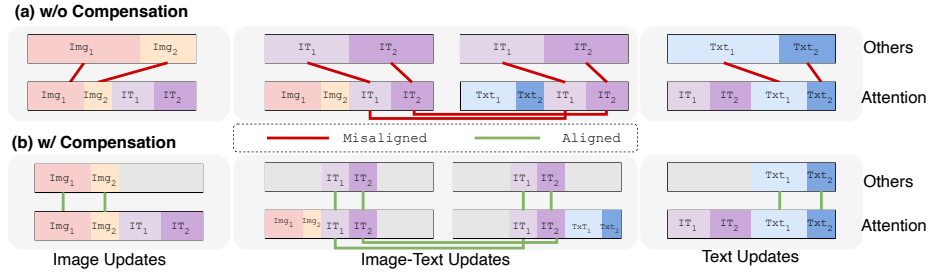 (a) w/o Compensation
Img1 Img2 IT1 IT2 IT1 IT2 Txt1 Txt2 Others
Img1 Img2 IT1 IT2 Img1 Img2 IT1 IT2 Txt1 Txt2 IT1 IT2 IT1 IT2 Txt1 Txt2 Attention
Misaligned Aligned
(b) w/ Compensation
Img1 Img2 IT1 IT2 IT1 IT2 Txt1 Txt2 Others
Img1 Img2 IT1 IT2 Img1 Img2 IT1 IT2 IT1 IT2 TxT1 Txt2 IT1 IT2 Txt1 Txt2 Attention
Image Updates Image-Text Updates Text Updates